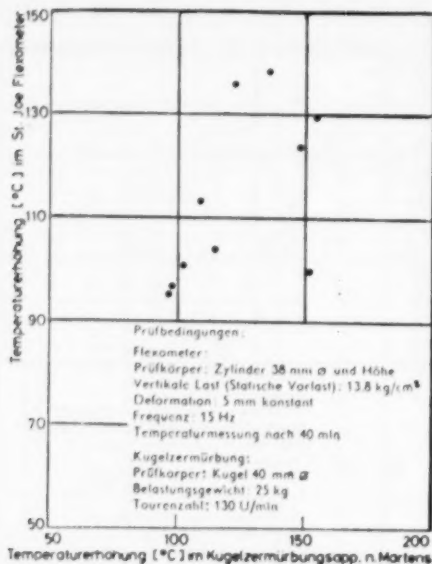 Temperaturerhöhung [°C] im St. Joe Flexometer
150
130
110
90
70
50
Prüfbedingungen:
Flexometer:
Prüfkörper: Zylinder 38 mm ø und Höhe
Vertikale Last (Statische Vorlast): 13.8 kg/cm²
Deformation: 5 mm konstant
Frequenz: 15 Hz
Temperaturmessung nach 40 min
Kugelzermürbung:
Prüfkörper: Kugel 40 mm ø
Belastungsgewicht: 25 kg
Tourenzahl: 130 U/min
50 100 150 200
Temperaturerhöhung [°C] im Kugelzermürbungsapp. n. Martens